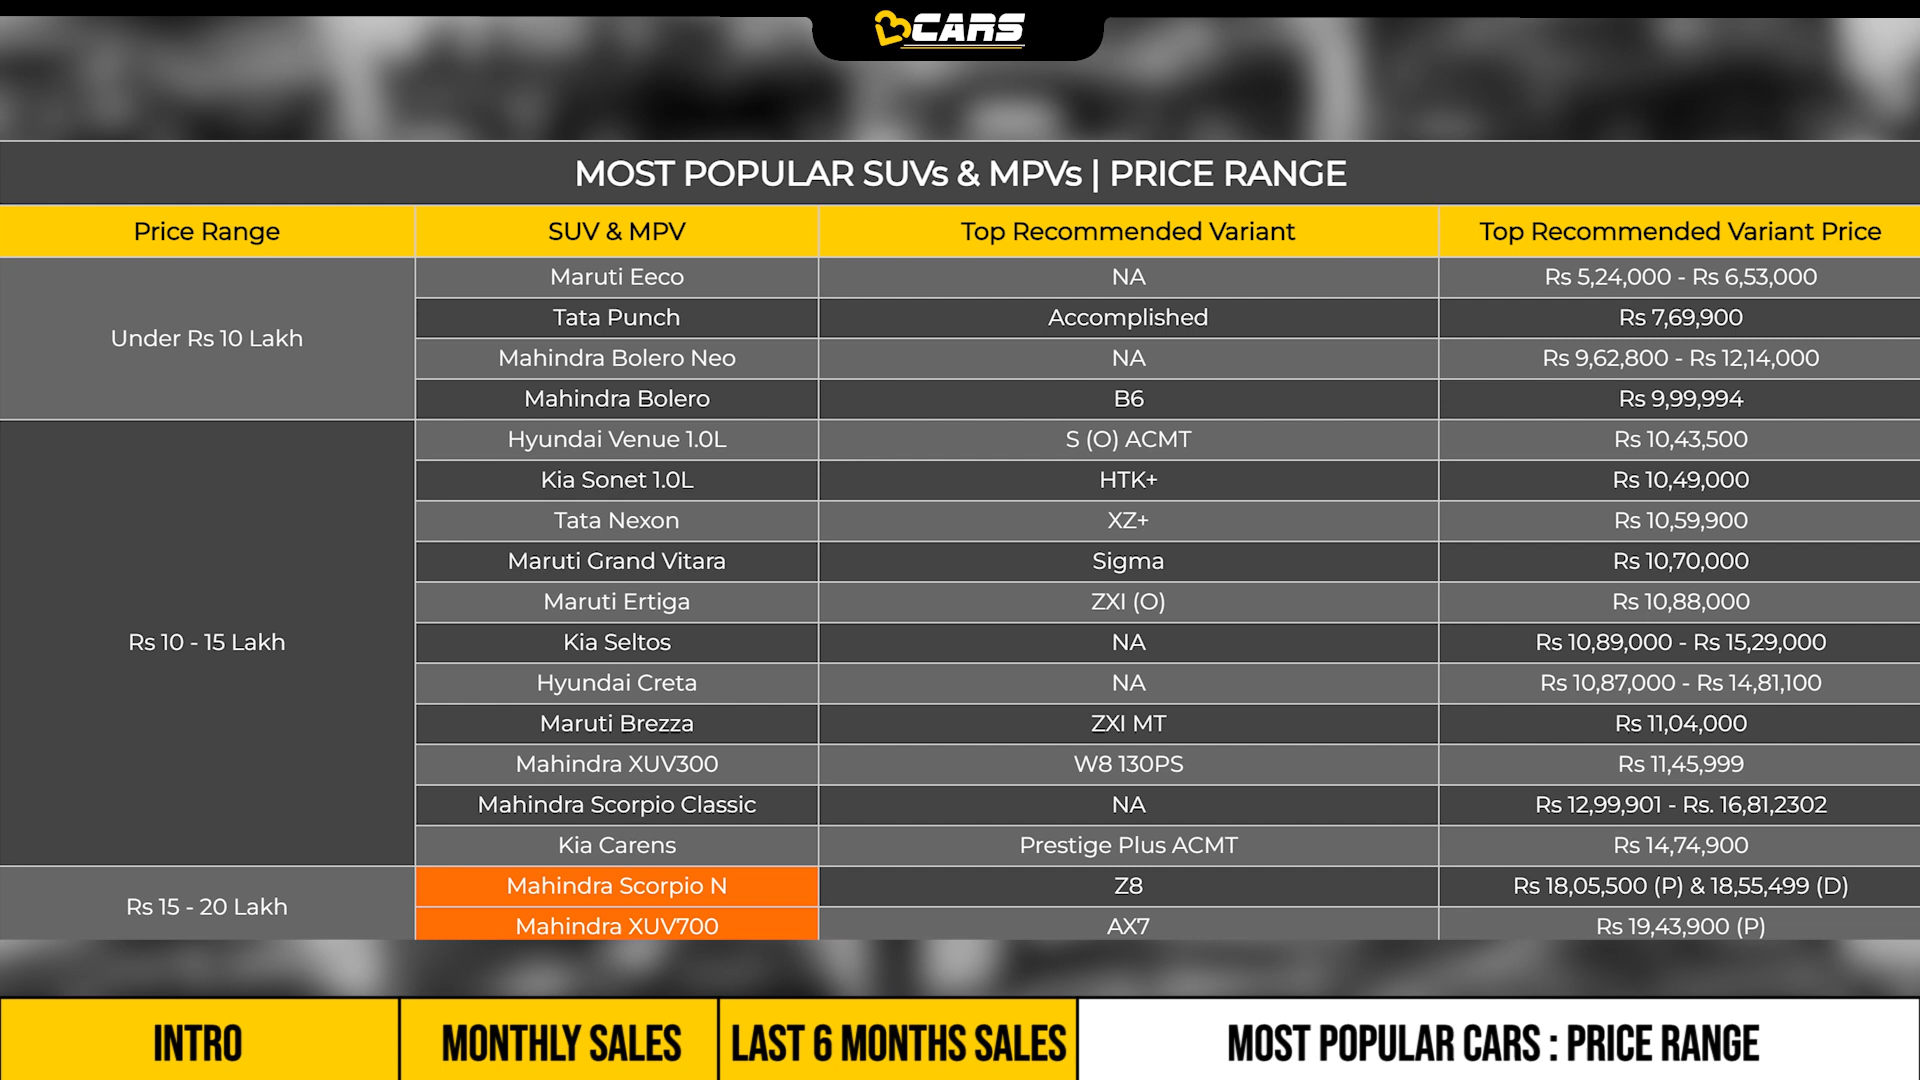 CARS
MOST POPULAR SUVs & MPVs | PRICE RANGE
Price Range SUV & MPV Top Recommended Variant Top Recommended Variant Price
Under Rs 10 Lakh
Maruti Eeco NA Rs 5,24,000 - Rs 6,53,000
Tata Punch Accomplished Rs 7,69,900
Mahindra Bolero Neo NA Rs 9,62,800 - Rs 12,14,000
Mahindra Bolero B6 Rs 9,99,994
Rs 10 - 15 Lakh
Hyundai Venue 1.0L S (O) ACMT Rs 10,43,500
Kia Sonet 1.0L HTK+ Rs 10,49,000
Tata Nexon XZ+ Rs 10,59,900
Maruti Grand Vitara Sigma Rs 10,70,000
Maruti Ertiga ZXI (O) Rs 10,88,000
Kia Seltos NA Rs 10,89,000 - Rs 15,29,000
Hyundai Creta NA Rs 10,87,000 - Rs 14,81,100
Maruti Brezza ZXI MT Rs 11,04,000
Mahindra XUV300 W8 130PS Rs 11,45,999
Mahindra Scorpio Classic NA Rs 12,99,901 - Rs. 16,81,2302
Kia Carens Prestige Plus ACMT Rs 14,74,900
Rs 15 - 20 Lakh
Mahindra Scorpio N Z8 Rs 18,05,500 (P) & 18,55,499 (D)
Mahindra XUV700 AX7 Rs 19,43,900 (P)
INTRO MONTHLY SALES LAST 6 MONTHS SALES MOST POPULAR CARS : PRICE RANGE